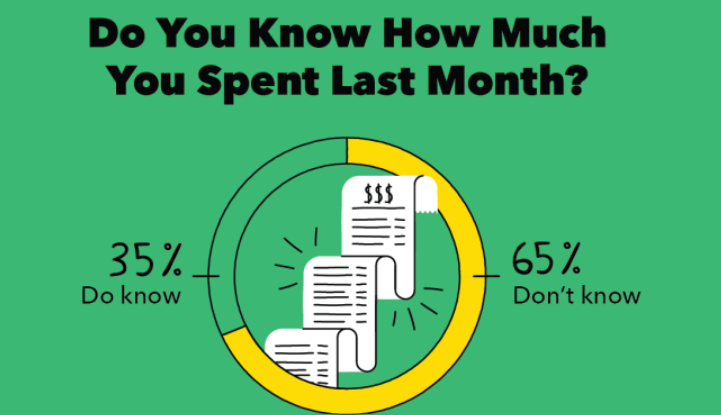 Do You Know How Much
You Spent Last Month?
$$$
35%
Do know
65%
Don't know